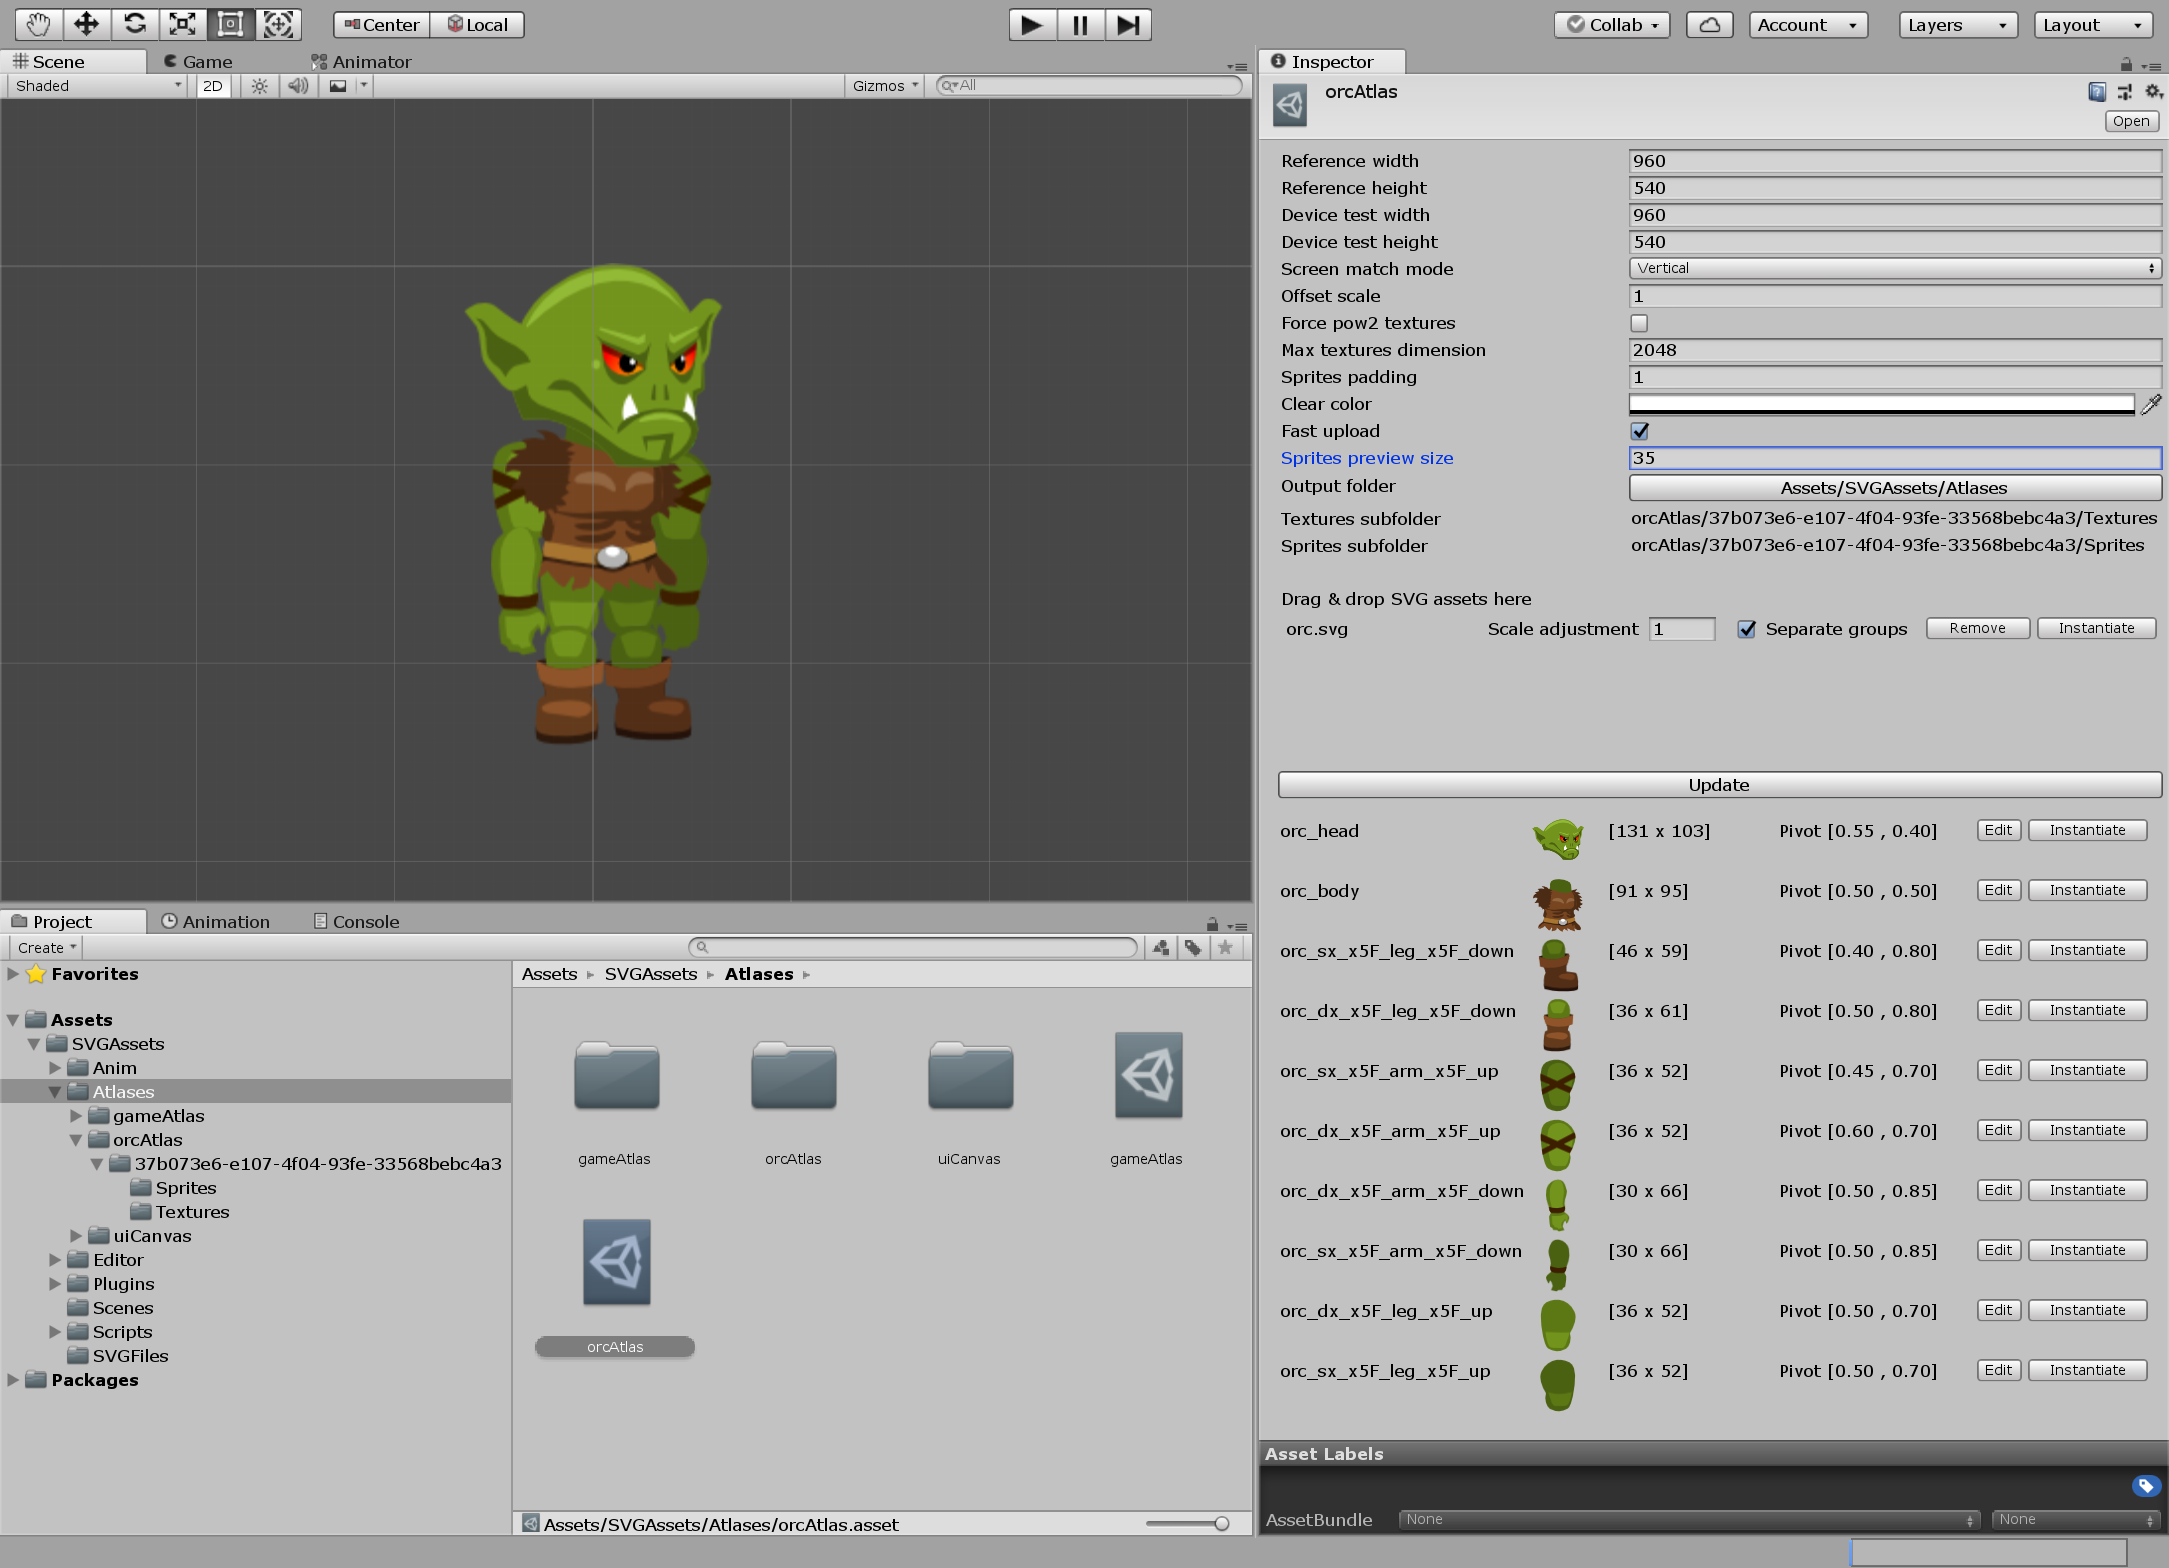 Center Local Collab Account Layers Layout
Scene Game Animator
Shaded 2D Gizmos All
Inspector
orcAtlas
Open
Reference width 960
Reference height 540
Device test width 960
Device test height 540
Screen match mode Vertical
Offset scale 1
Force pow2 textures
Max textures dimension 2048
Sprites padding 1
Clear color
Fast upload
Sprites preview size 35
Output folder Assets/SVGAssets/Atlases
Textures subfolder orcAtlas/37b073e6-e107-4f04-93fe-33568bebc4a3/Textures
Sprites subfolder orcAtlas/37b073e6-e107-4f04-93fe-33568bebc4a3/Sprites
Drag & drop SVG assets here
orc.svg Scale adjustment 1 Separate groups Remove Instantiate
Update
orc_head [131 x 103] Pivot [0.55 , 0.40] Edit Instantiate
orc_body [91 x 95] Pivot [0.50 , 0.50] Edit Instantiate
orc_sx_x5F_leg_x5F_down [46 x 59] Pivot [0.40 , 0.80] Edit Instantiate
orc_dx_x5F_leg_x5F_down [36 x 61] Pivot [0.50 , 0.80] Edit Instantiate
orc_sx_x5F_arm_x5F_up [36 x 52] Pivot [0.45 , 0.70] Edit Instantiate
orc_dx_x5F_arm_x5F_up [36 x 52] Pivot [0.60 , 0.70] Edit Instantiate
orc_dx_x5F_arm_x5F_down [30 x 66] Pivot [0.50 , 0.85] Edit Instantiate
orc_sx_x5F_arm_x5F_down [30 x 66] Pivot [0.50 , 0.85] Edit Instantiate
orc_dx_x5F_leg_x5F_up [36 x 52] Pivot [0.50 , 0.70] Edit Instantiate
orc_sx_x5F_leg_x5F_up [36 x 52] Pivot [0.50 , 0.70] Edit Instantiate
Asset Labels
AssetBundle None None
Project Animation Console
Create
Favorites
Assets
SVGAssets
Anim
Atlases
gameAtlas
orcAtlas
37b073e6-e107-4f04-93fe-33568bebc4a3
Sprites
Textures
uiCanvas
Editor
Plugins
Scenes
Scripts
SVGFiles
Packages
Assets SVGAssets Atlases
gameAtlas orcAtlas uiCanvas gameAtlas
orcAtlas
Assets/SVGAssets/Atlases/orcAtlas.asset